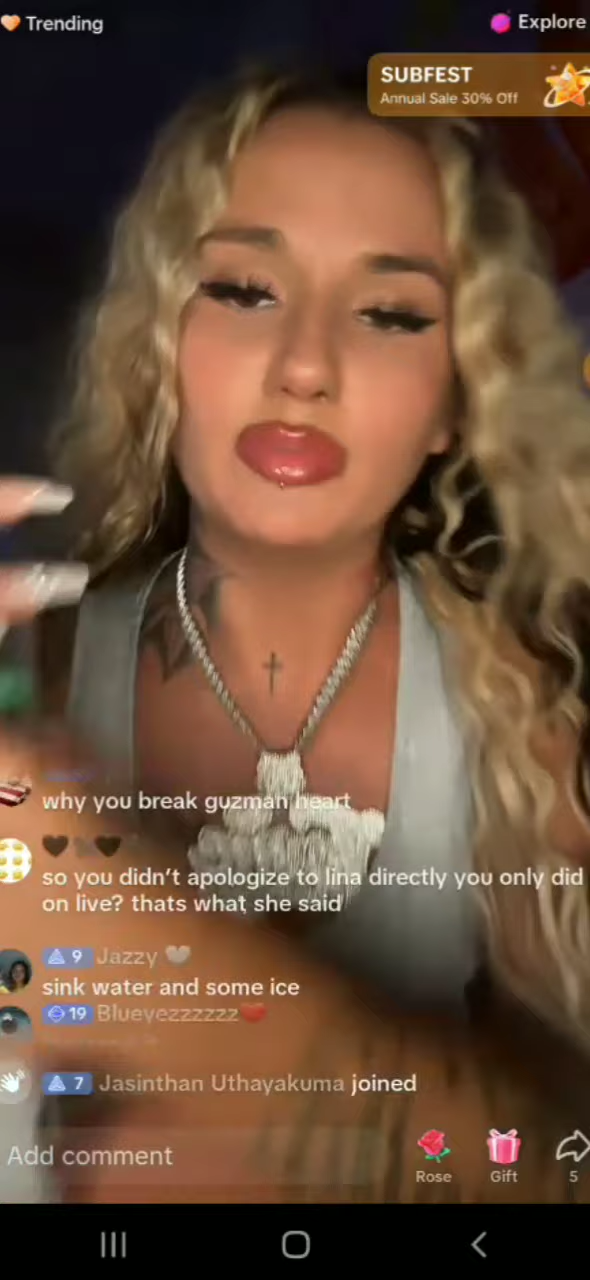 Trending
Explore
SUBFEST
Annual Sale 30% Off
why you break guzman heart
so you didn't apologize to lina directly you only did
on live? thats what she said
9 Jazzy
sink water and some ice
19 Blueyezzzzzz
7 Jasinthan Uthayakuma joined
Add comment
Rose
Gift
5